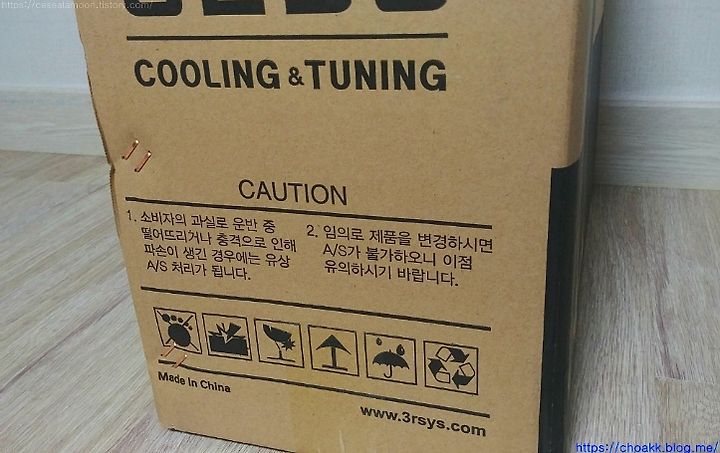 https://ceseatamoon.tistory.com
COOLING & TUNING
CAUTION
1. 소비자의 과실로 운반 중
떨어뜨리거나 충격으로 인해
파손이 생긴 경우에는 유상
A/S 처리가 됩니다.
2. 임의로 제품을 변경하시면
A/S가 불가하오니 이점
유의하시기 바랍니다.
Made In China
www.3rsys.com
https://choakk.blog.me/